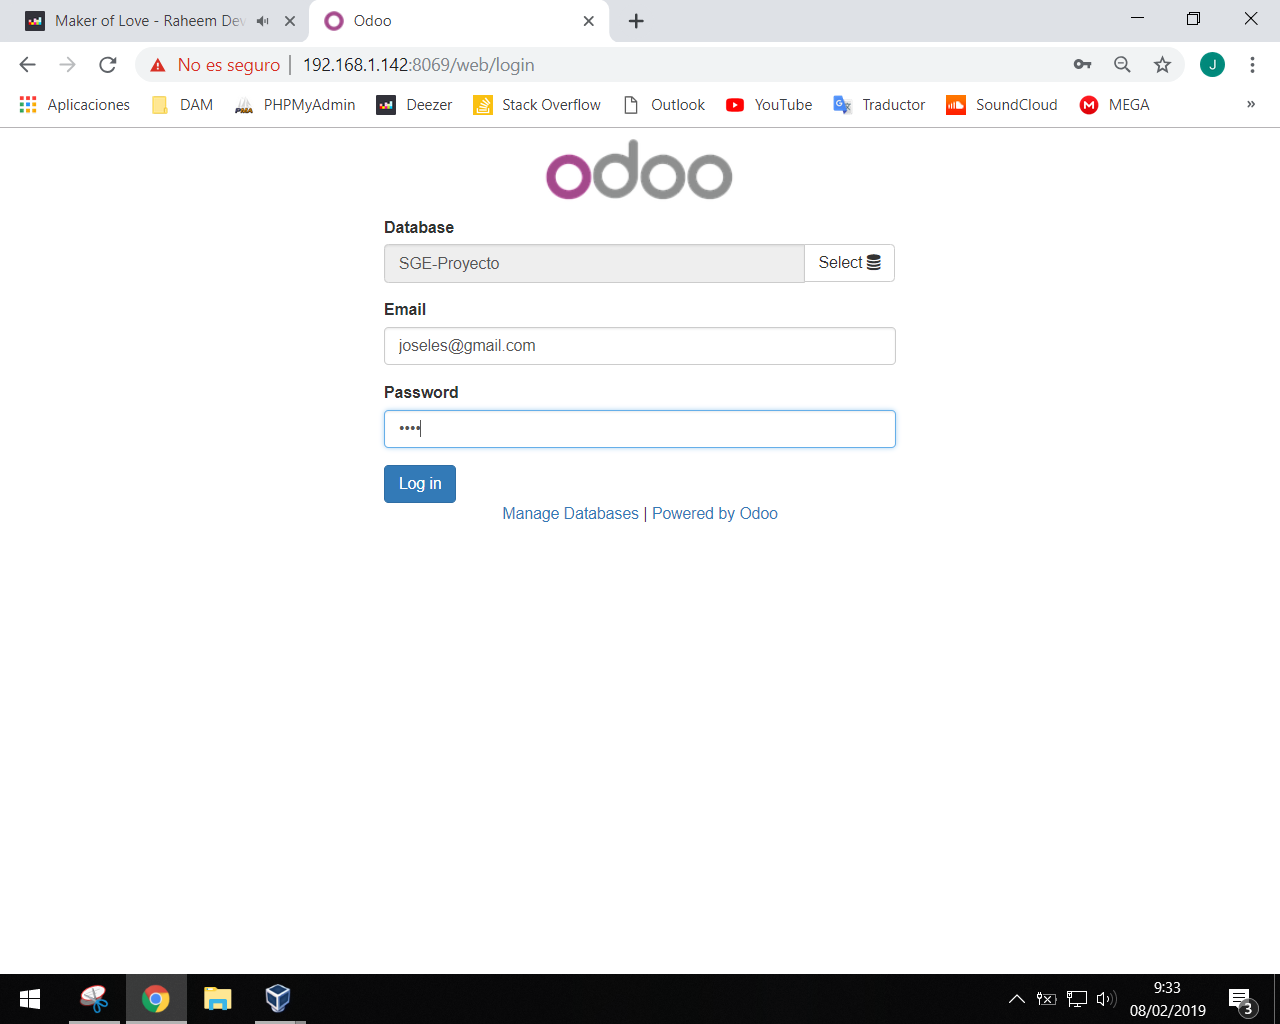 Maker of Love - Raheem Dev
Odoo
No es seguro
192.168.1.142:8069/web/login
J
Aplicaciones
DAM
PMA
PHPMyAdmin
Deezer
Stack Overflow
Outlook
YouTube
Traductor
SoundCloud
M
MEGA
»
odoo
Database
SGE-Proyecto
Select
Email
joseles@gmail.com
Password
••••
Log in
Manage Databases | Powered by Odoo
9:33
08/02/2019
3